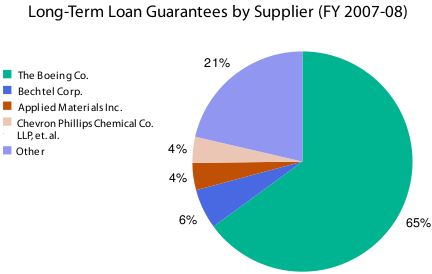 Long-Term Loan Guarantees by Supplier (FY 2007-08)
The Boeing Co.
Bechtel Corp.
Applied Materials Inc.
Chevron Phillips Chemical Co.
LLP, et. al.
Other
21%
4%
4%
6%
65%